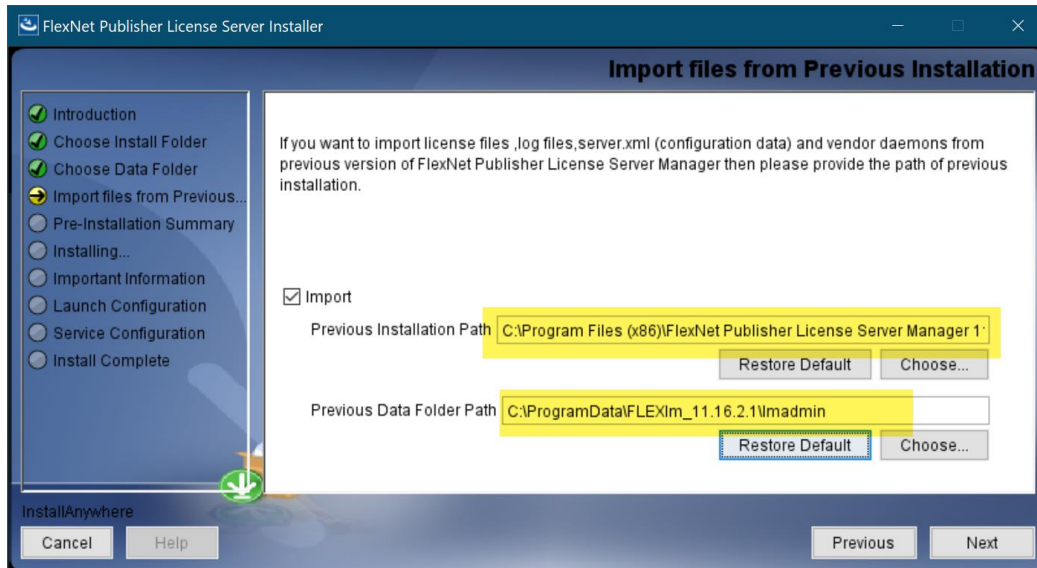 FlexNet Publisher License Server Installer
Import files from Previous Installation
Introduction
Choose Install Folder
Choose Data Folder
Import files from Previous...
Pre-Installation Summary
Installing...
Important Information
Launch Configuration
Service Configuration
Install Complete
If you want to import license files ,log files,server.xml (configuration data) and vendor daemons from
previous version of FlexNet Publisher License Server Manager then please provide the path of previous
installation.
Import
Previous Installation Path C:\Program Files (x86)\FlexNet Publisher License Server Manager 1
Restore Default Choose...
Previous Data Folder Path C:\ProgramData\FLEXlm_11.16.2.1\lmadmin
Restore Default Choose...
InstallAnywhere
Cancel Help Previous Next